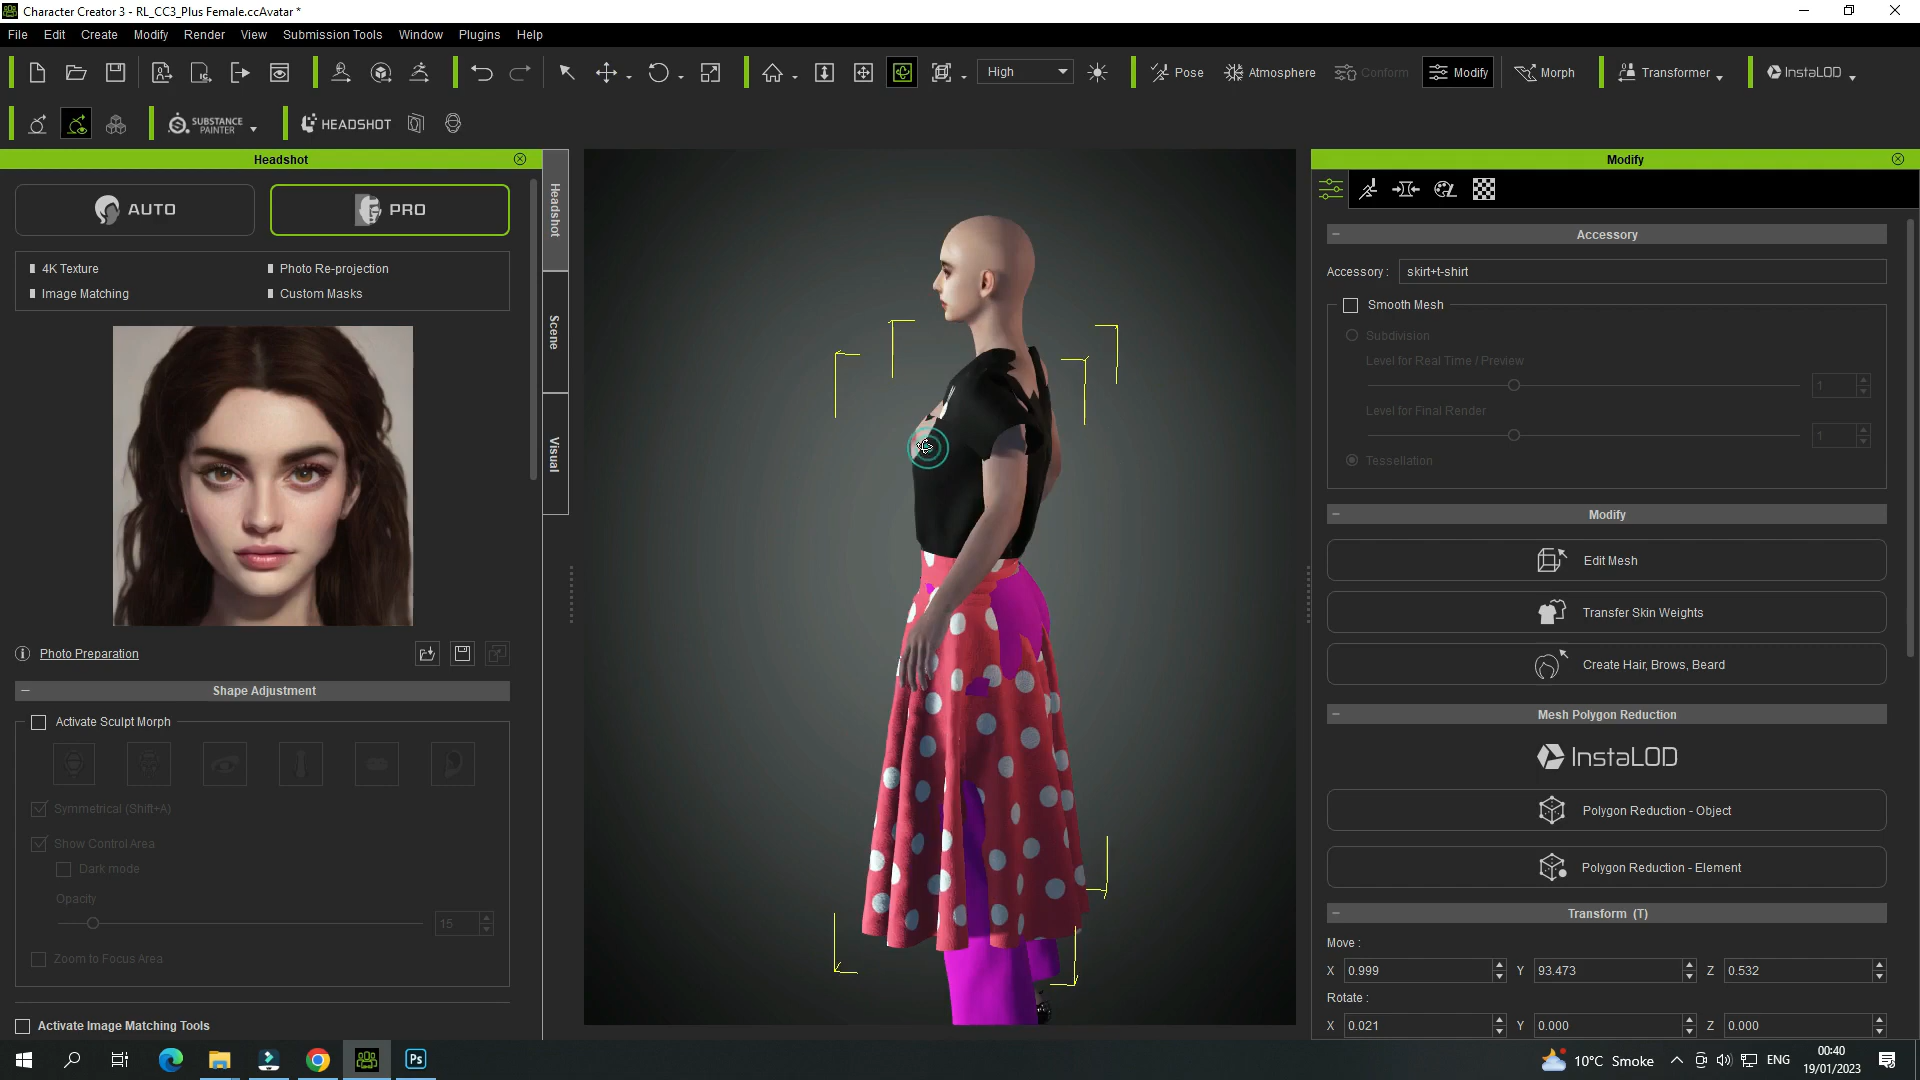 Character Creator 3 - RL_CC3_Plus Female.ccAvatar *
File Edit Create Modify Render View Submission Tools Window Plugins Help
High
Pose
Atmosphere
Conform
Modify
Morph
Transformer
InstaLOD
SUBSTANCE PAINTER
HEADSHOT
Headshot
AUTO
PRO
4K Texture
Photo Re-projection
Image Matching
Custom Masks
Photo Preparation
Shape Adjustment
Activate Sculpt Morph
Symmetrical (Shift+A)
Show Control Area
Dark mode
Opacity
15
Zoom to Focus Area
Activate Image Matching Tools
Headshot
Scene
Visual
Modify
Accessory
Accessory : skirt+t-shirt
Smooth Mesh
Subdivision
Level for Real Time / Preview
1
Level for Final Render
1
Tessellation
Modify
Edit Mesh
Transfer Skin Weights
Create Hair, Brows, Beard
Mesh Polygon Reduction
InstaLOD
Polygon Reduction - Object
Polygon Reduction - Element
Transform (T)
Move :
X 0.999 Y 93.473 Z 0.532
Rotate :
X 0.021 Y 0.000 Z 0.000
Ps
10°C Smoke
ENG
00:40
19/01/2023